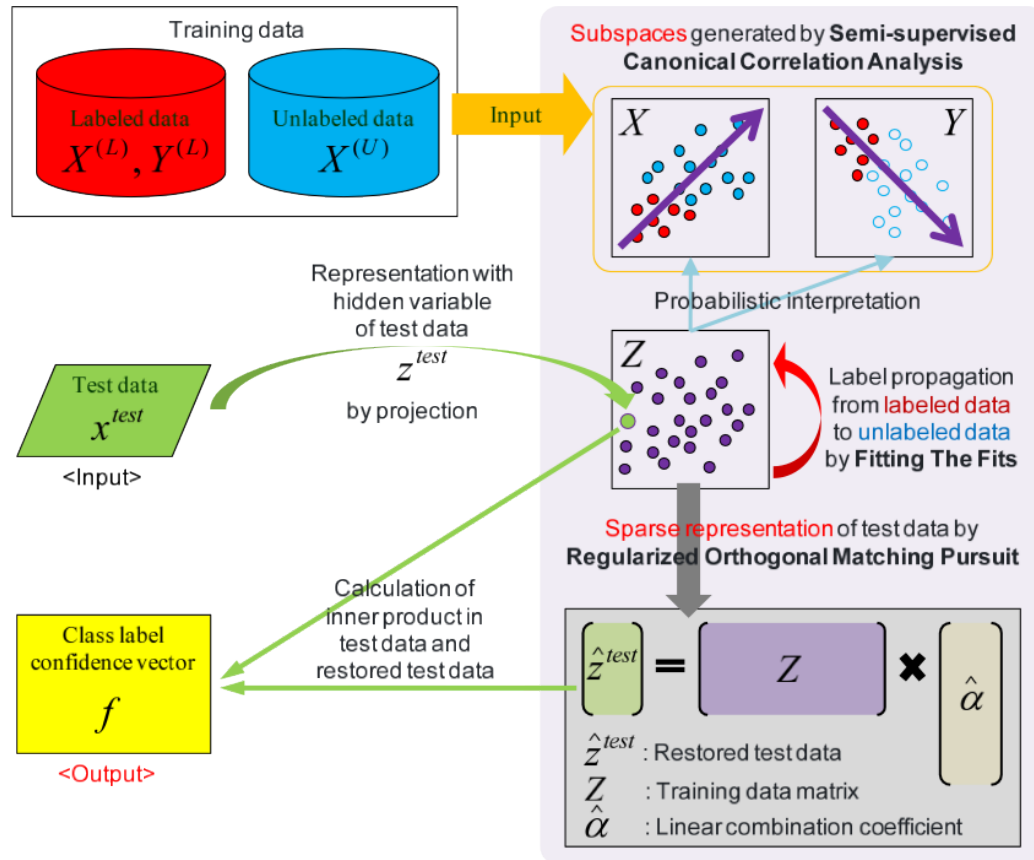 Training data
Labeled data
X^(L), Y^(L)
Unlabeled data
X^(U)
Input
Subspaces generated by Semi-supervised
Canonical Correlation Analysis
X
Y
Probabilistic interpretation
Representation with
hidden variable
of test data
z^test
by projection
Test data
x^test
<Input>
Z
Label propagation
from labeled data
to unlabeled data
by Fitting The Fits
Sparse representation of test data by
Regularized Orthogonal Matching Pursuit
Calculation of
inner product in
test data and
restored test data
Class label
confidence vector
f
<Output>
ẑ^test = Z × α̂
ẑ^test : Restored test data
Z : Training data matrix
α̂ : Linear combination coefficient